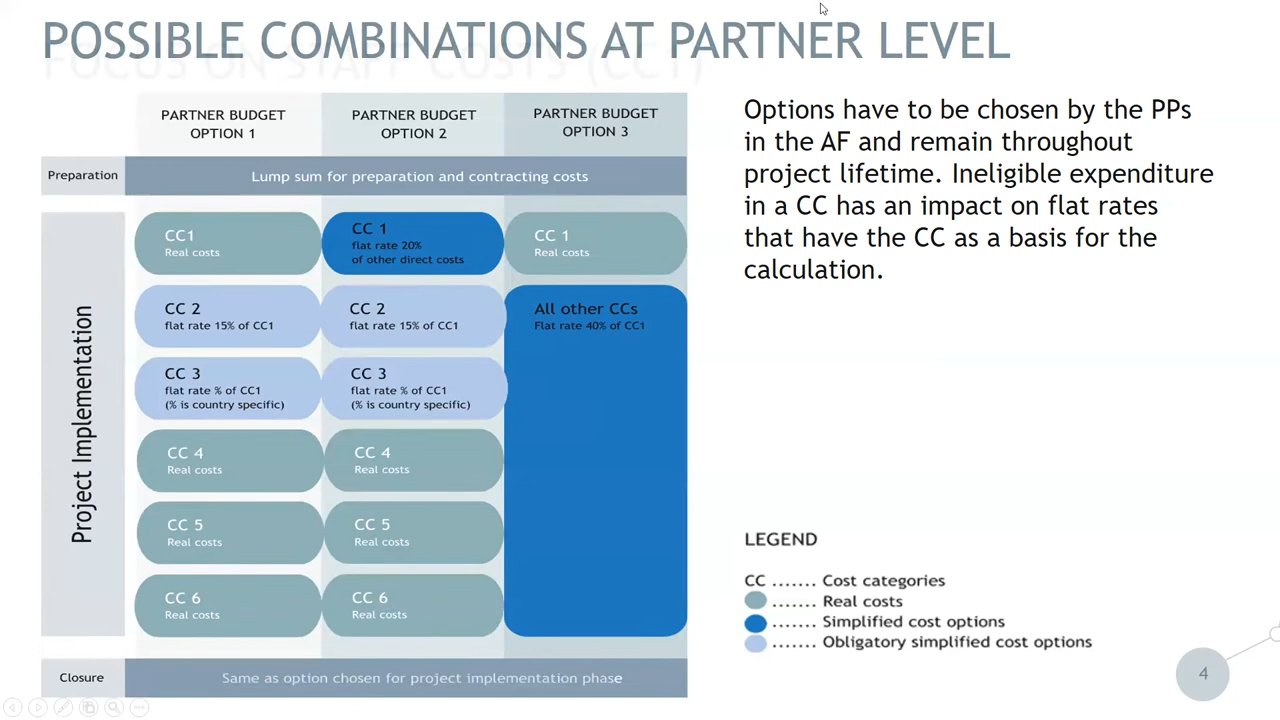 POSSIBLE COMBINATIONS AT PARTNER LEVEL
FOCUS ON STAFF COSTS (CC1)
PARTNER BUDGET
OPTION 1
PARTNER BUDGET
OPTION 2
PARTNER BUDGET
OPTION 3
Preparation
Lump sum for preparation and contracting costs
Project Implementation
CC1
Real costs
CC 1
flat rate 20%
of other direct costs
CC 1
Real costs
CC 2
flat rate 15% of CC1
CC 2
flat rate 15% of CC1
All other CCs
Flat rate 40% of CC1
CC 3
flat rate % of CC1
(% is country specific)
CC 3
flat rate % of CC1
(% is country specific)
CC 4
Real costs
CC 4
Real costs
CC 5
Real costs
CC 5
Real costs
CC 6
Real costs
CC 6
Real costs
Closure
Same as option chosen for project implementation phase
Options have to be chosen by the PPs
in the AF and remain throughout
project lifetime. Ineligible expenditure
in a CC has an impact on flat rates
that have the CC as a basis for the
calculation.
LEGEND
CC ....... Cost categories
....... Real costs
....... Simplified cost options
....... Obligatory simplified cost options
4